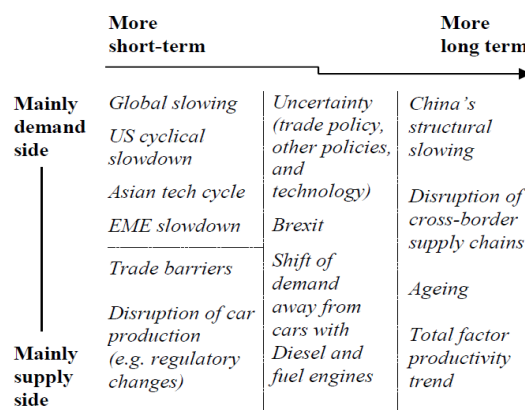 More
short-term
More
long term
Mainly
demand
side
Mainly
supply
side
Global slowing
US cyclical
slowdown
Asian tech cycle
EME slowdown
Trade barriers
Disruption of car
production
(e.g. regulatory
changes)
Uncertainty
(trade policy,
other policies,
and
technology)
Brexit
Shift of
demand
away from
cars with
Diesel and
fuel engines
China's
structural
slowing
Disruption of
cross-border
supply chains
Ageing
Total factor
productivity
trend